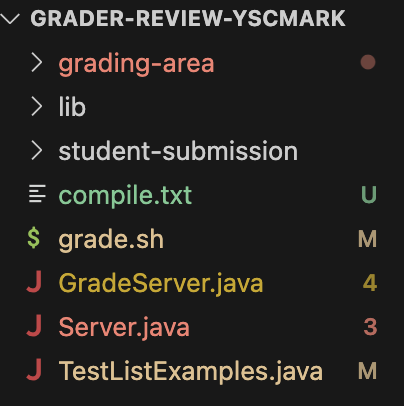 GRADER-REVIEW-YSCMARK
grading-area
lib
student-submission
compile.txt U
$ grade.sh M
J GradeServer.java 4
J Server.java 3
J TestListExamples.java M